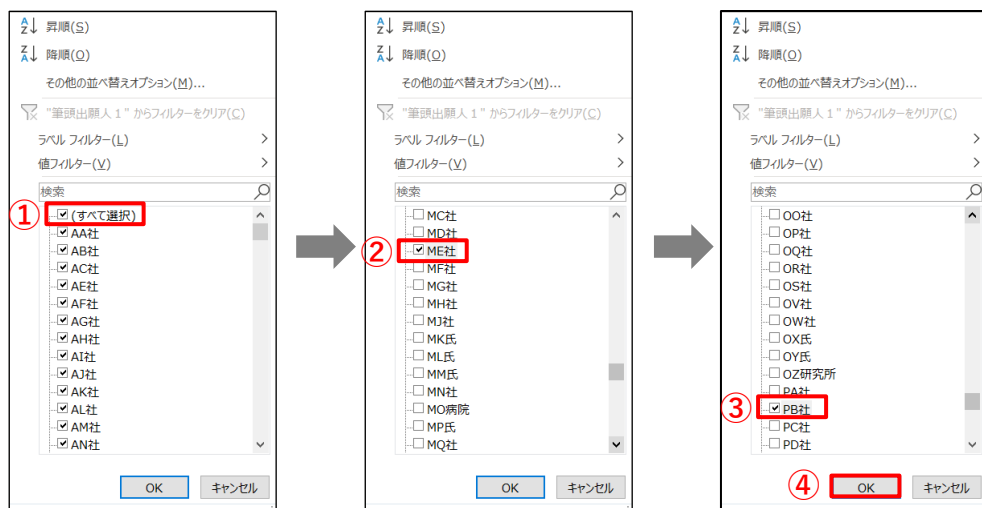 昇順(S)
降順(O)
その他の並べ替えオプション(M)...
"筆頭出願人１" からフィルターをクリア(C)
ラベル フィルター(L)
値フィルター(V)
検索
①
(すべて選択)
AA社
AB社
AC社
AE社
AF社
AG社
AH社
AI社
AJ社
AK社
AL社
AM社
AN社
OK
キャンセル
昇順(S)
降順(O)
その他の並べ替えオプション(M)...
"筆頭出願人１" からフィルターをクリア(C)
ラベル フィルター(L)
値フィルター(V)
検索
MC社
MD社
②
ME社
MF社
MG社
MH社
MJ社
MK氏
ML氏
MM氏
MN社
MO病院
MP氏
MQ社
OK
キャンセル
昇順(S)
降順(O)
その他の並べ替えオプション(M)...
"筆頭出願人１" からフィルターをクリア(C)
ラベル フィルター(L)
値フィルター(V)
検索
OO社
OP社
OQ社
OR社
OS社
OV社
OW社
OX氏
OY氏
OZ研究所
PA社
③
PB社
PC社
PD社
④
OK
キャンセル